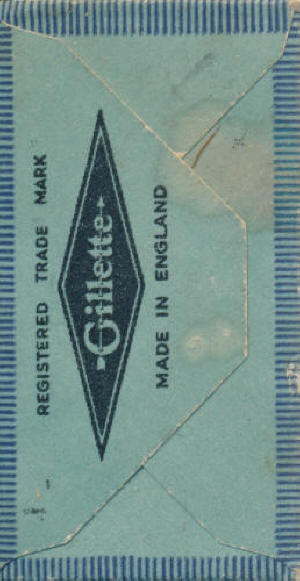 REGISTERED TRADE MARK
Gillette
MADE IN ENGLAND